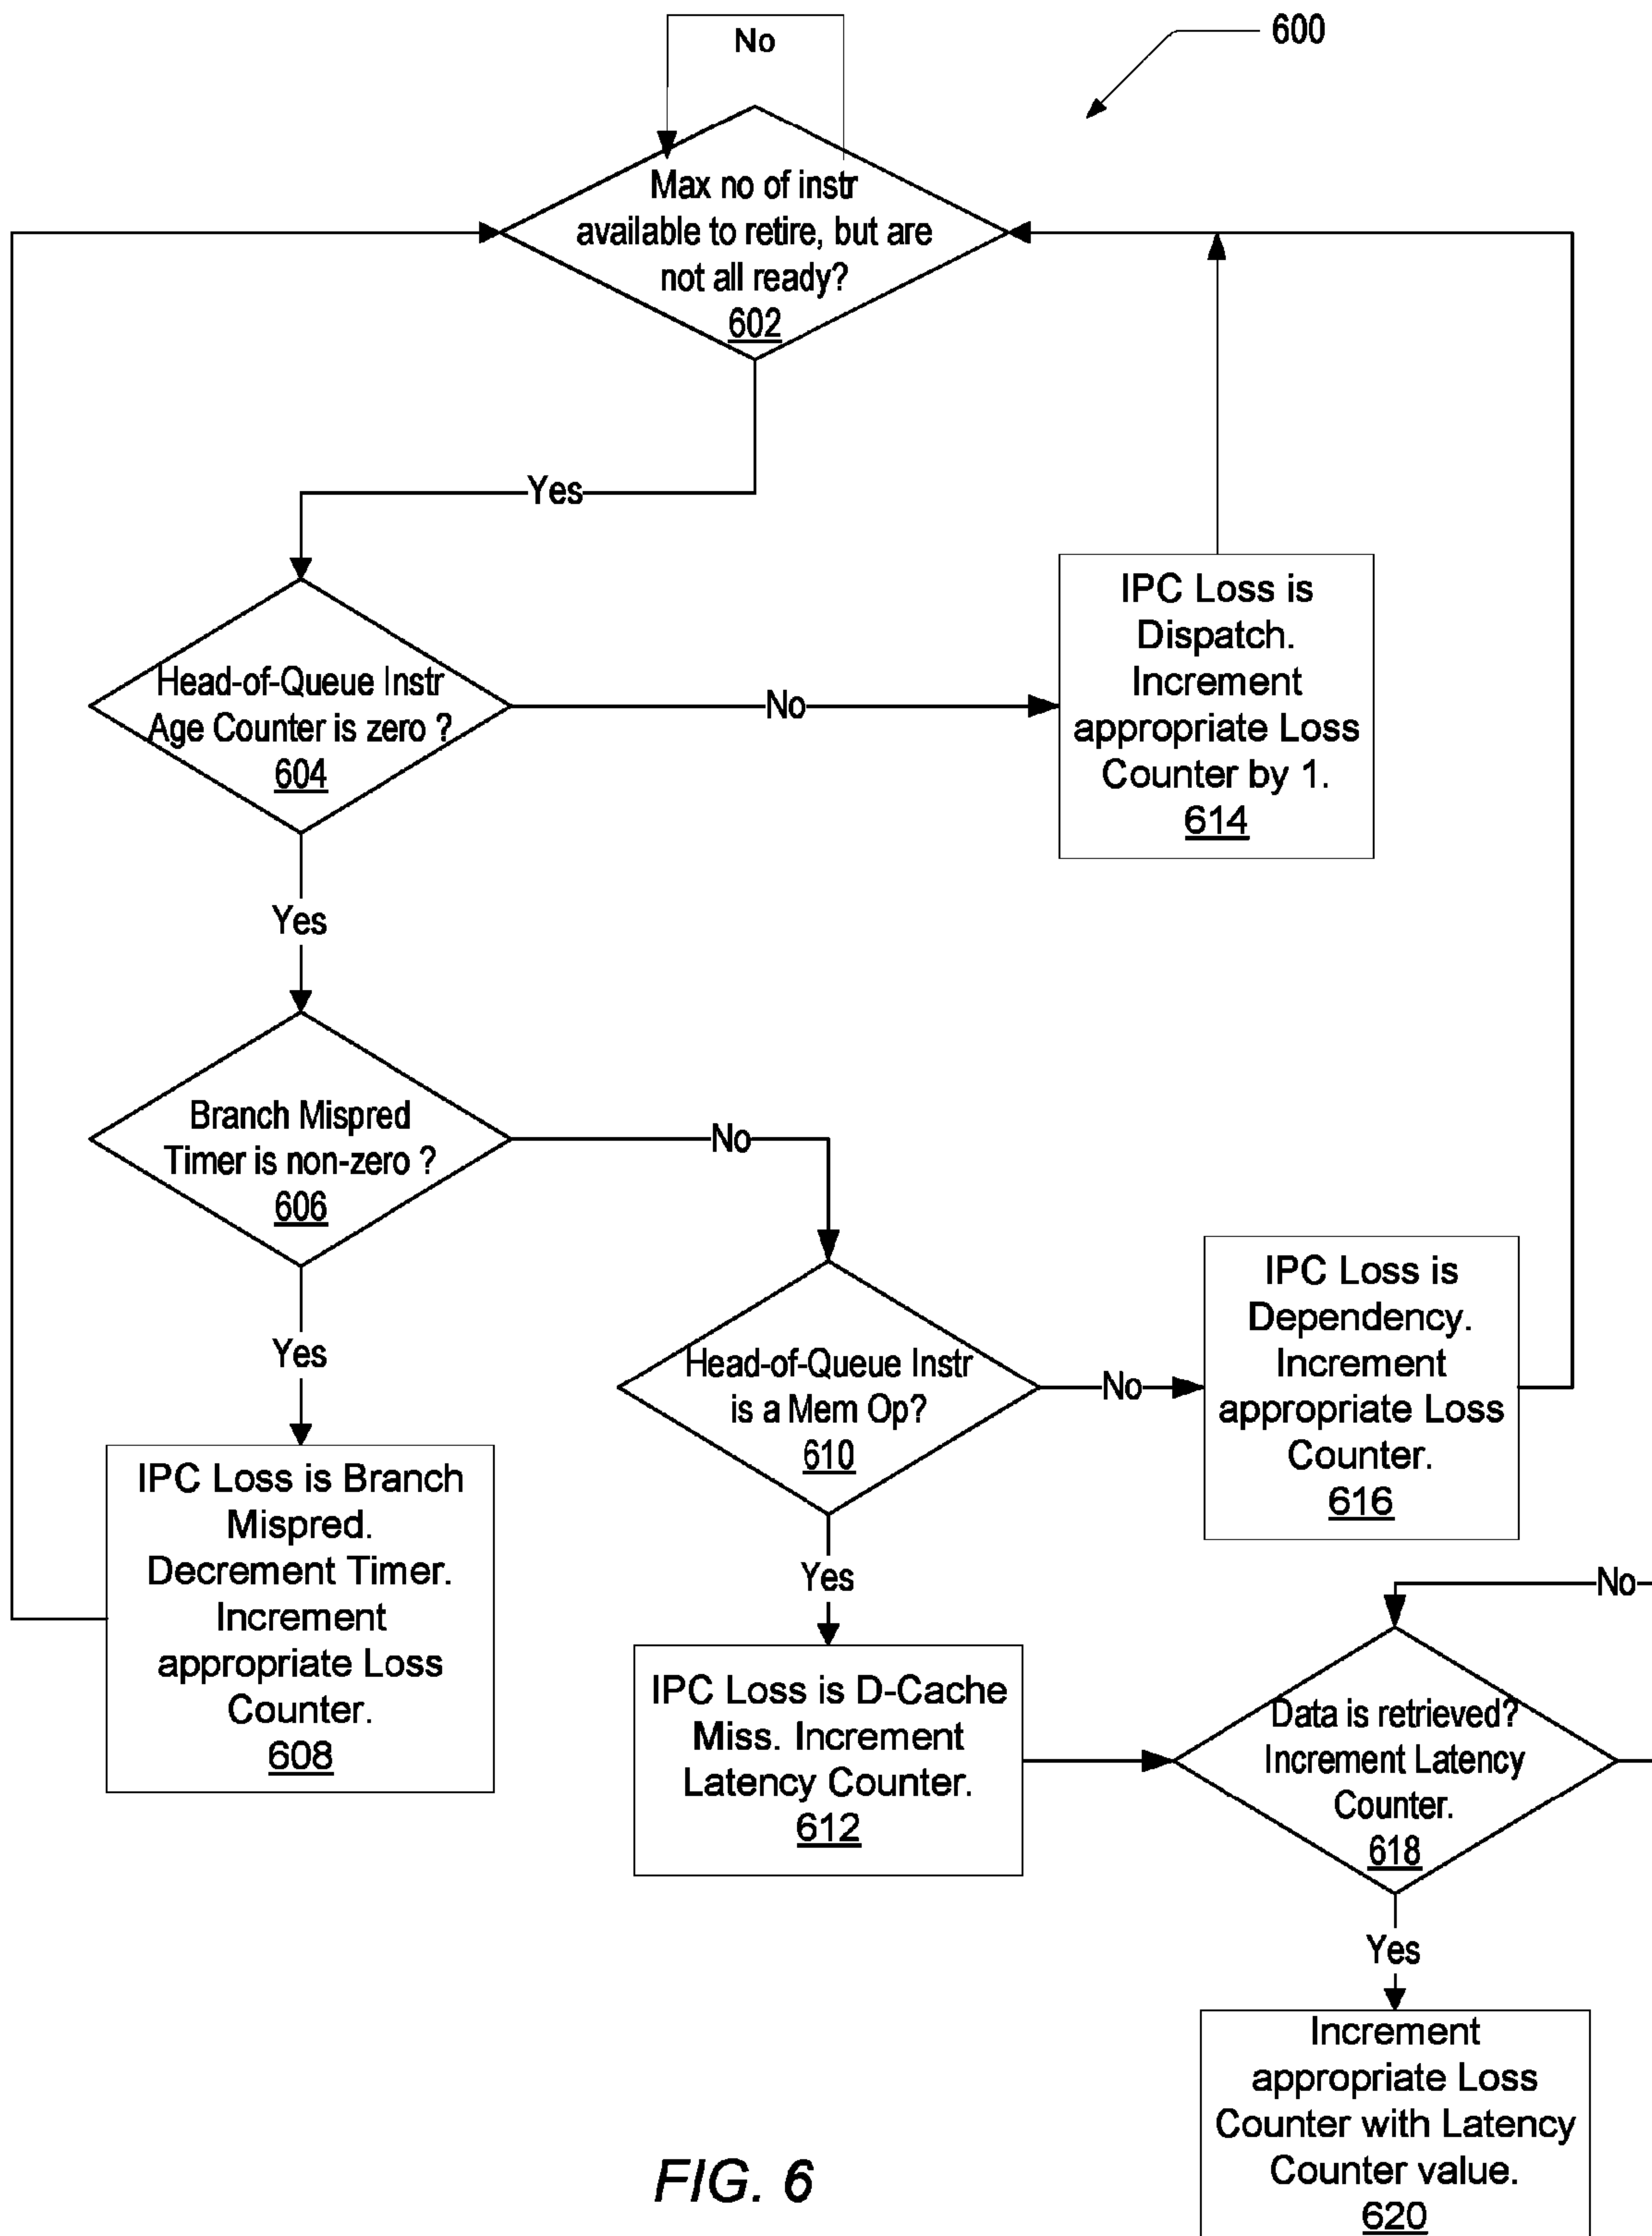 No
600
Max no of instr
available to retire, but are
not all ready?
602
Yes
IPC Loss is
Dispatch.
Increment
appropriate Loss
Counter by 1.
614
Head-of-Queue Instr
Age Counter is zero ?
604
No
Yes
Branch Mispred
Timer is non-zero ?
606
No
Yes
Head-of-Queue Instr
is a Mem Op?
610
No
IPC Loss is
Dependency.
Increment
appropriate Loss
Counter.
616
IPC Loss is Branch
Mispred.
Decrement Timer.
Increment
appropriate Loss
Counter.
608
Yes
IPC Loss is D-Cache
Miss. Increment
Latency Counter.
612
No
Data is retrieved?
Increment Latency
Counter.
618
Yes
Increment
appropriate Loss
Counter with Latency
Counter value.
620
FIG. 6